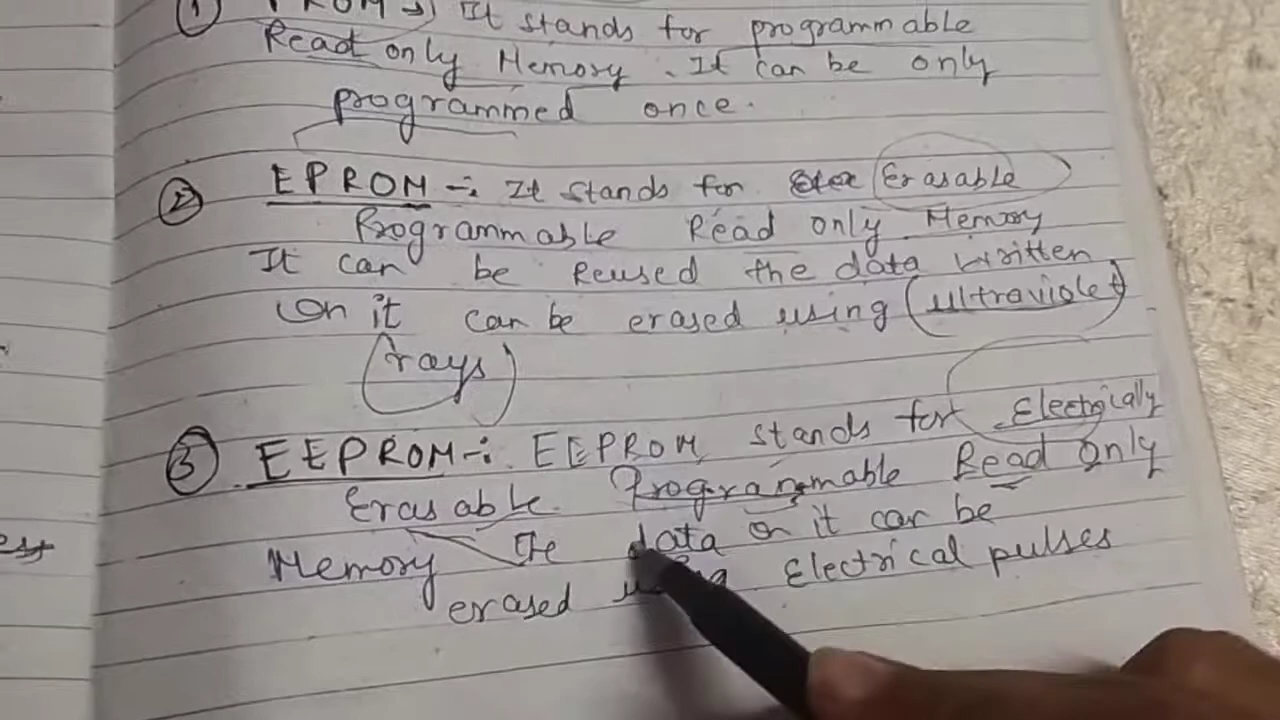 ① PROM → It stands for programmable
Read only Memory. It can be only
programmed once.
② EPROM -: It stands for Erasable
Programmable Read only Memory
It can be Reused the data written
on it can be erased using (ultraviolet
rays)
③ EEPROM -: EEPROM stands for Electrically
Erasable Programmable Read Only
Memory The data on it can be
erased using Electrical pulses